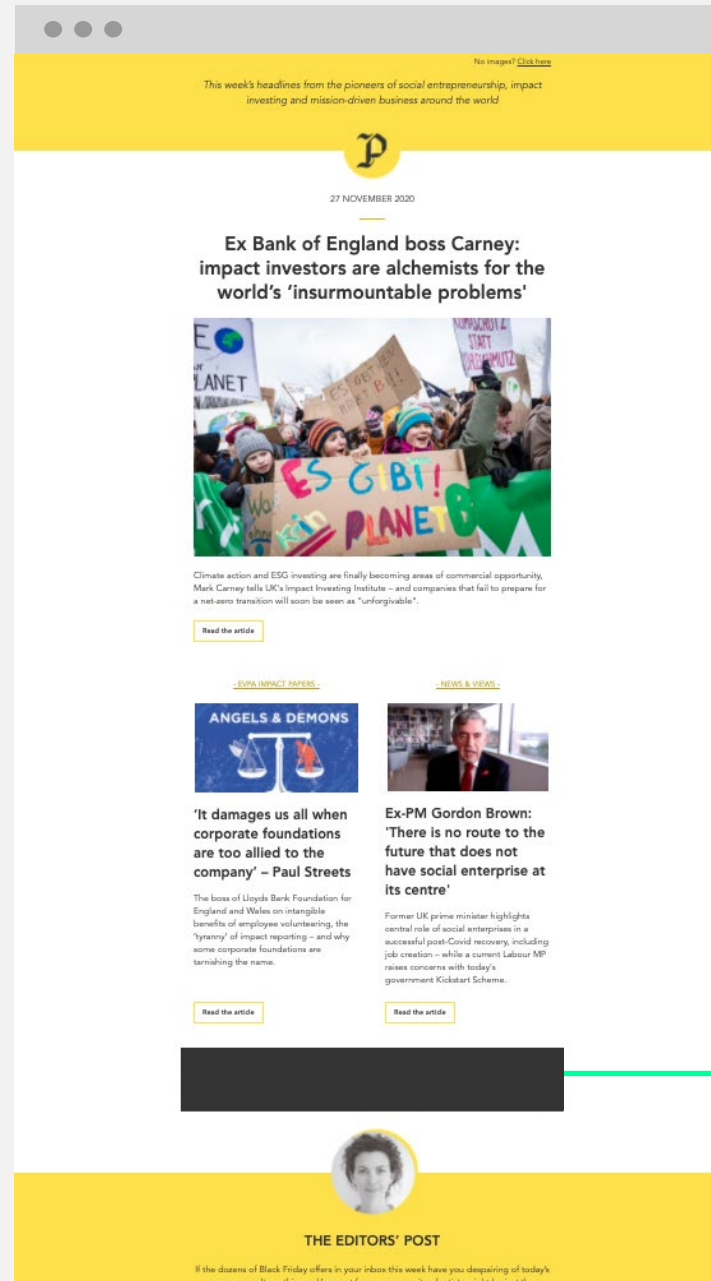 No images? Click here
This week's headlines from the pioneers of social entrepreneurship, impact
investing and mission-driven business around the world
P
27 NOVEMBER 2020
Ex Bank of England boss Carney:
impact investors are alchemists for the
world's 'insurmountable problems'
KLIMASCHUTZ
STATT
E
PLANET
ES GIBT
ES GIBT!
kein
PLANET B
Climate action and ESG investing are finally becoming areas of commercial opportunity,
Mark Carney tells UK's Impact Investing Institute – and companies that fail to prepare for
a net-zero transition will soon be seen as "unforgivable".
Read the article
- EVPA IMPACT PAPERS -
ANGELS & DEMONS
'It damages us all when
corporate foundations
are too allied to the
company' – Paul Streets
The boss of Lloyds Bank Foundation for
England and Wales on intangible
benefits of employee volunteering, the
'tyranny' of impact reporting – and why
some corporate foundations are
tarnishing the name.
Read the article
- NEWS & VIEWS -
Ex-PM Gordon Brown:
'There is no route to the
future that does not
have social enterprise at
its centre'
Former UK prime minister highlights
central role of social enterprises in a
successful post-Covid recovery, including
job creation – while a current Labour MP
raises concerns with today's
government Kickstart Scheme.
Read the article
THE EDITORS' POST
If the dozens of Black Friday offers in your inbox this week have you despairing of today's